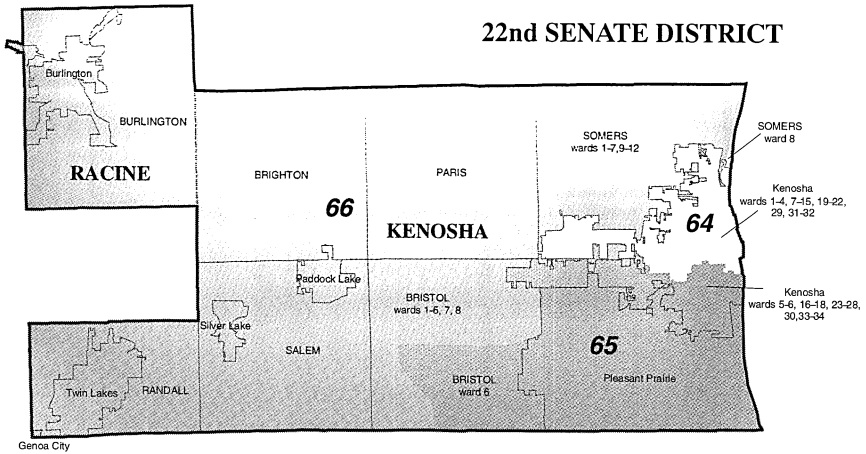 22nd SENATE DISTRICT
Burlington
BURLINGTON
RACINE
BRIGHTON
PARIS
SOMERS
wards 1-7,9-12
SOMERS
ward 8
Kenosha
wards 1-4, 7-15, 19-22,
29, 31-32
66
KENOSHA
64
Paddock Lake
BRISTOL
wards 1-5, 7, 8
Kenosha
wards 5-6, 16-18, 23-28,
30,33-34
Silver Lake
SALEM
65
Twin Lakes
RANDALL
BRISTOL
ward 6
Pleasant Prairie
Genoa City